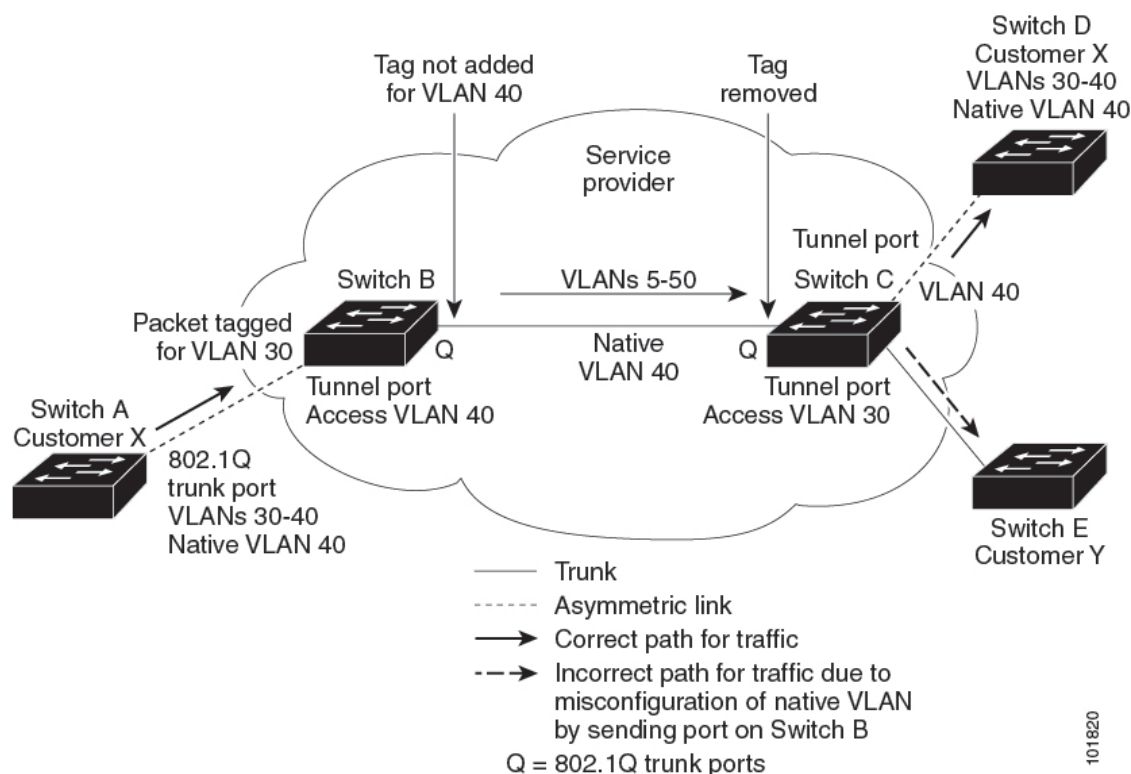 Switch D
Customer X
VLANs 30-40
Native VLAN 40
Tag not added
for VLAN 40
Tag
removed
Service
provider
Tunnel port
Switch B
VLANs 5-50
Switch C
VLAN 40
Packet tagged
for VLAN 30
Q
Native
VLAN 40
Q
Tunnel port
Access VLAN 40
Tunnel port
Access VLAN 30
Switch A
Customer X
802.1Q
trunk port
VLANs 30-40
Native VLAN 40
Switch E
Customer Y
Trunk
Asymmetric link
Correct path for traffic
Incorrect path for traffic due to
misconfiguration of native VLAN
by sending port on Switch B
Q = 802.1Q trunk ports
101820